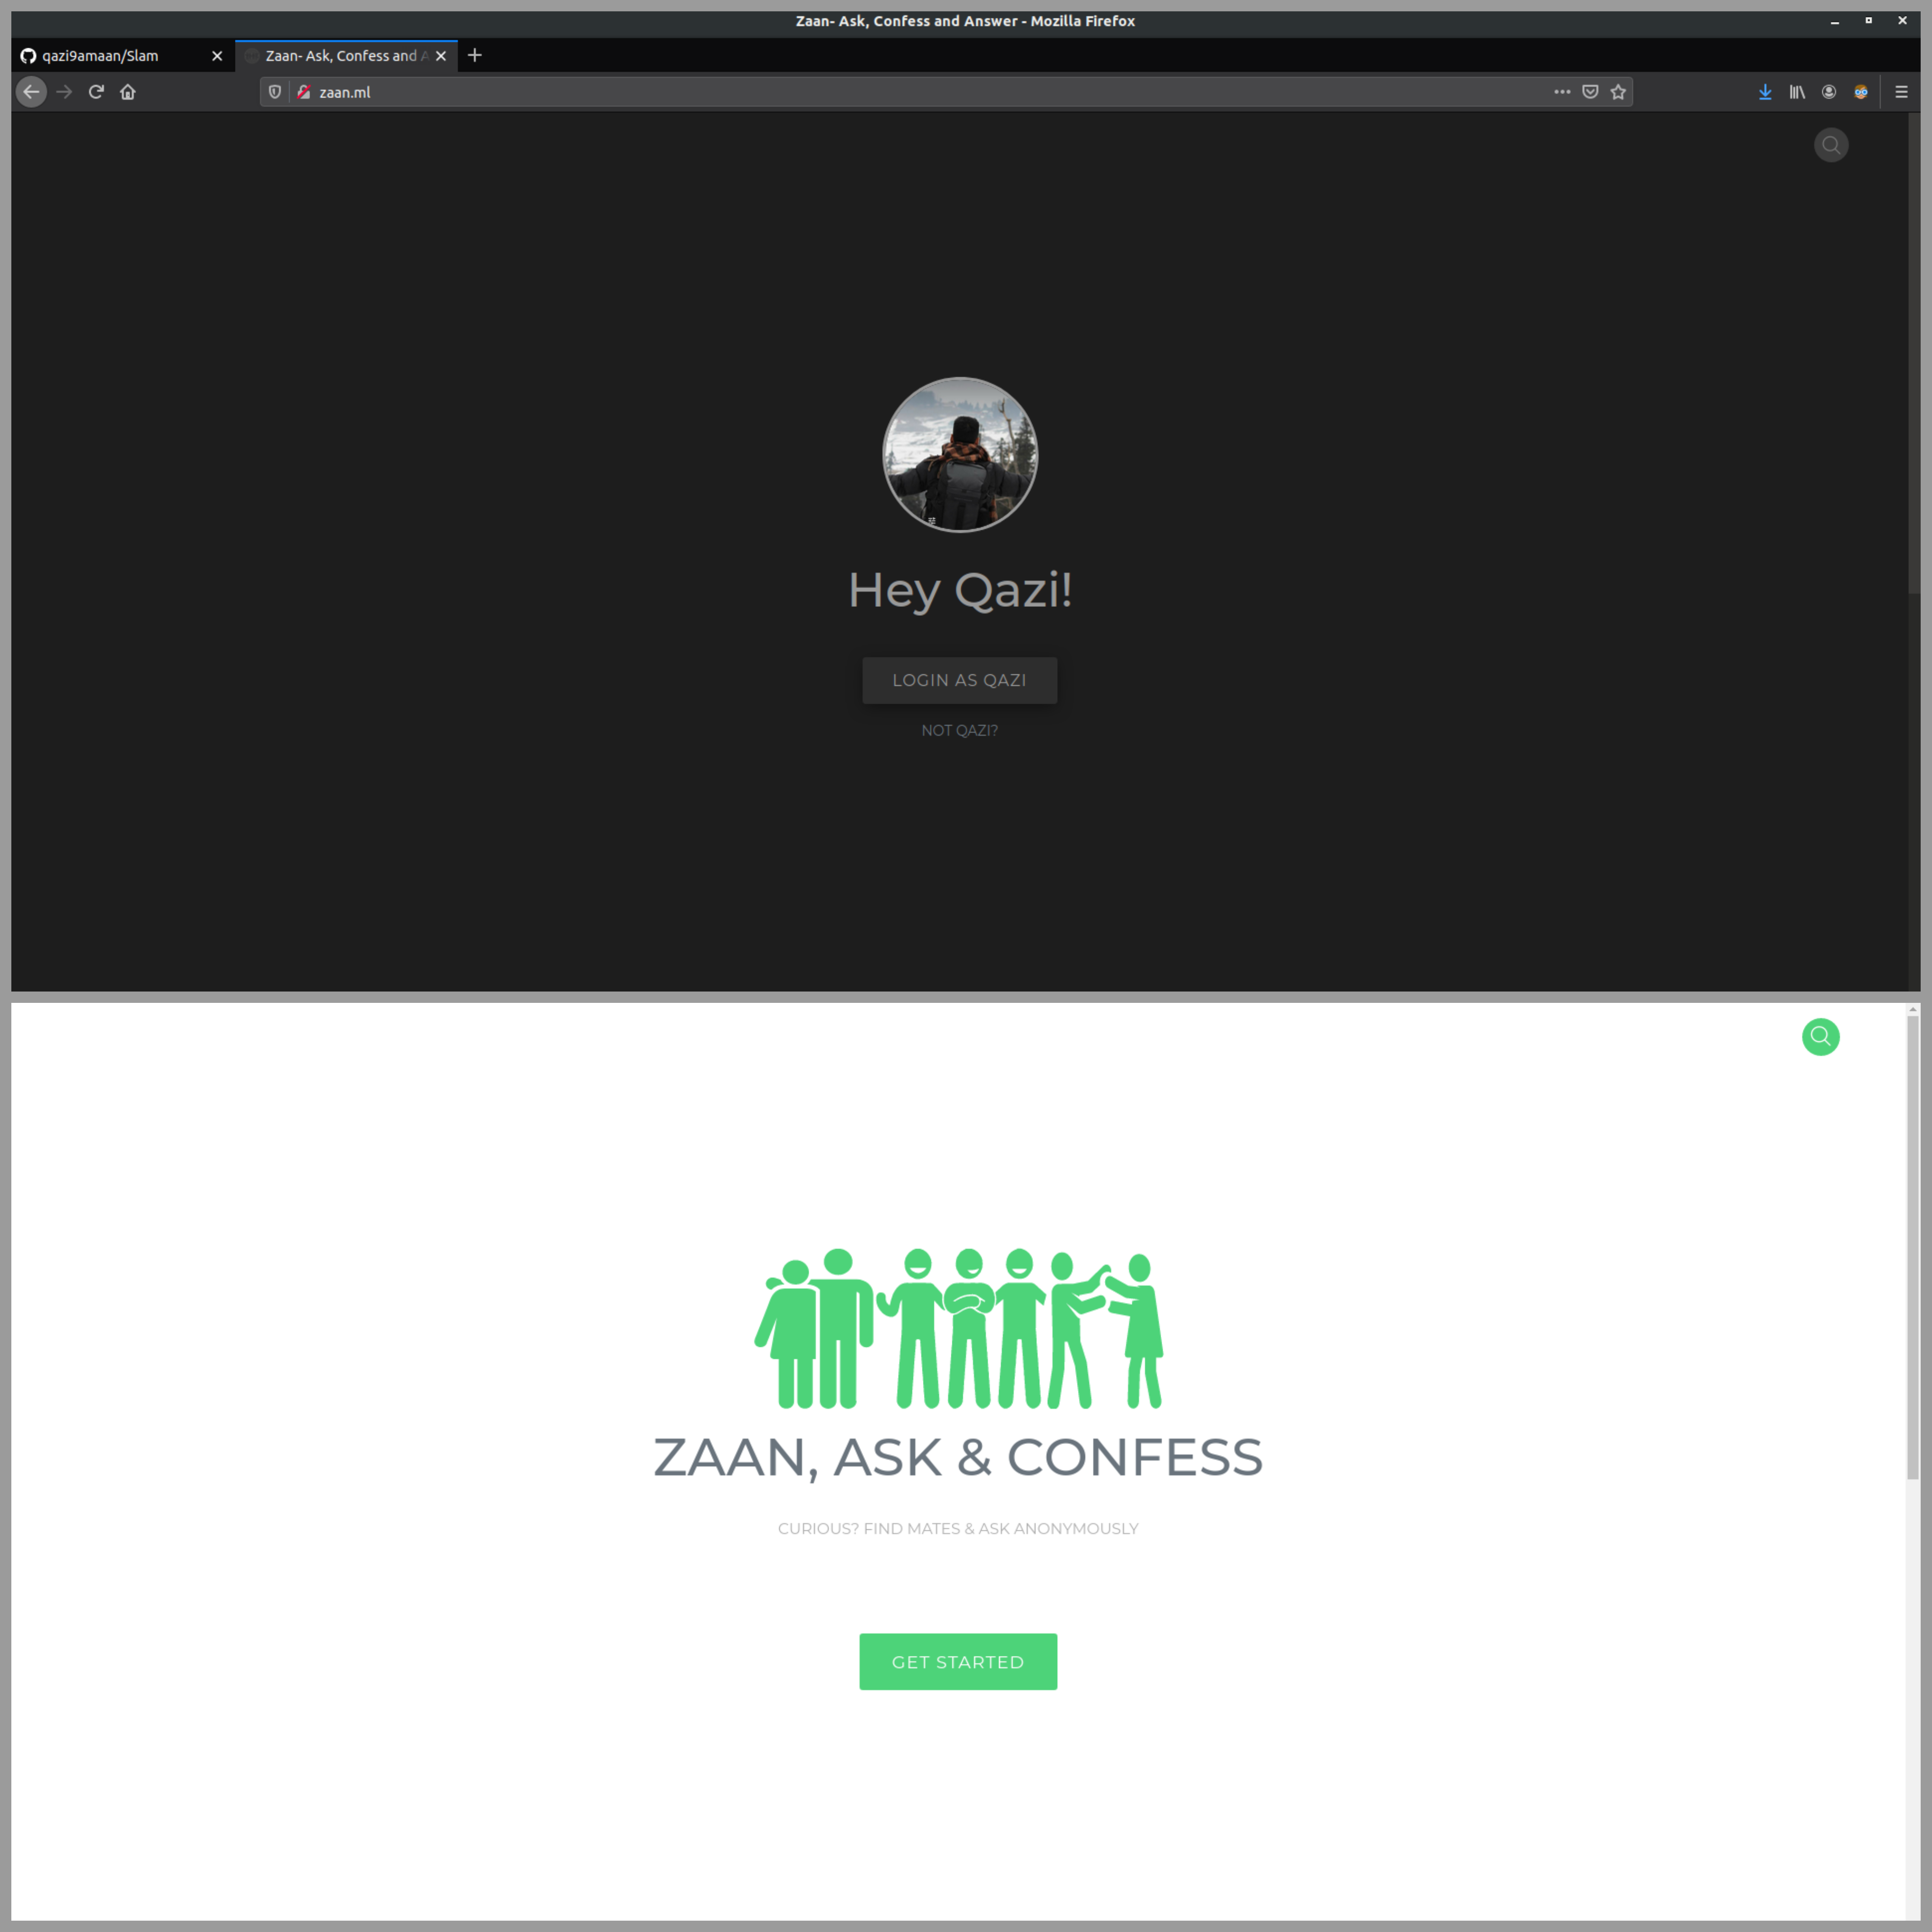 Zaan- Ask, Confess and Answer - Mozilla Firefox
qazi9amaan/Slam
Zaan- Ask, Confess and A
zaan.ml
Hey Qazi!
LOGIN AS QAZI
NOT QAZI?
ZAAN, ASK & CONFESS
CURIOUS? FIND MATES & ASK ANONYMOUSLY
GET STARTED